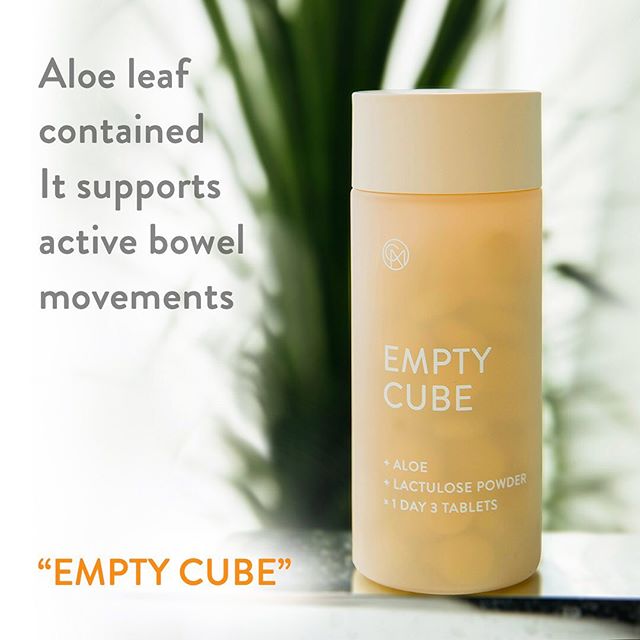 Aloe leaf
contained
It supports
active bowel
movements
EMPTY
CUBE
+ ALOE
+ LACTULOSE POWDER
* 1 DAY 3 TABLETS
“EMPTY CUBE”